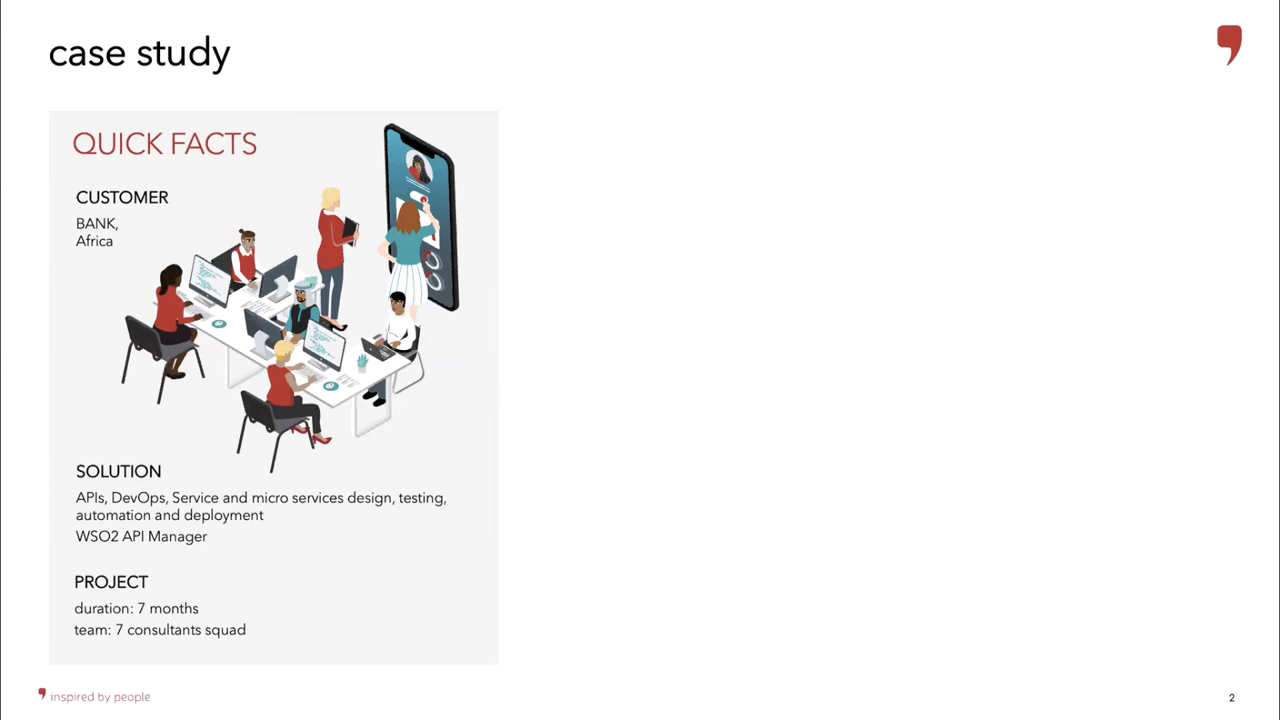 case study
QUICK FACTS
CUSTOMER
BANK,
Africa
SOLUTION
APIs, DevOps, Service and micro services design, testing,
automation and deployment
WSO2 API Manager
PROJECT
duration: 7 months
team: 7 consultants squad
inspired by people
2